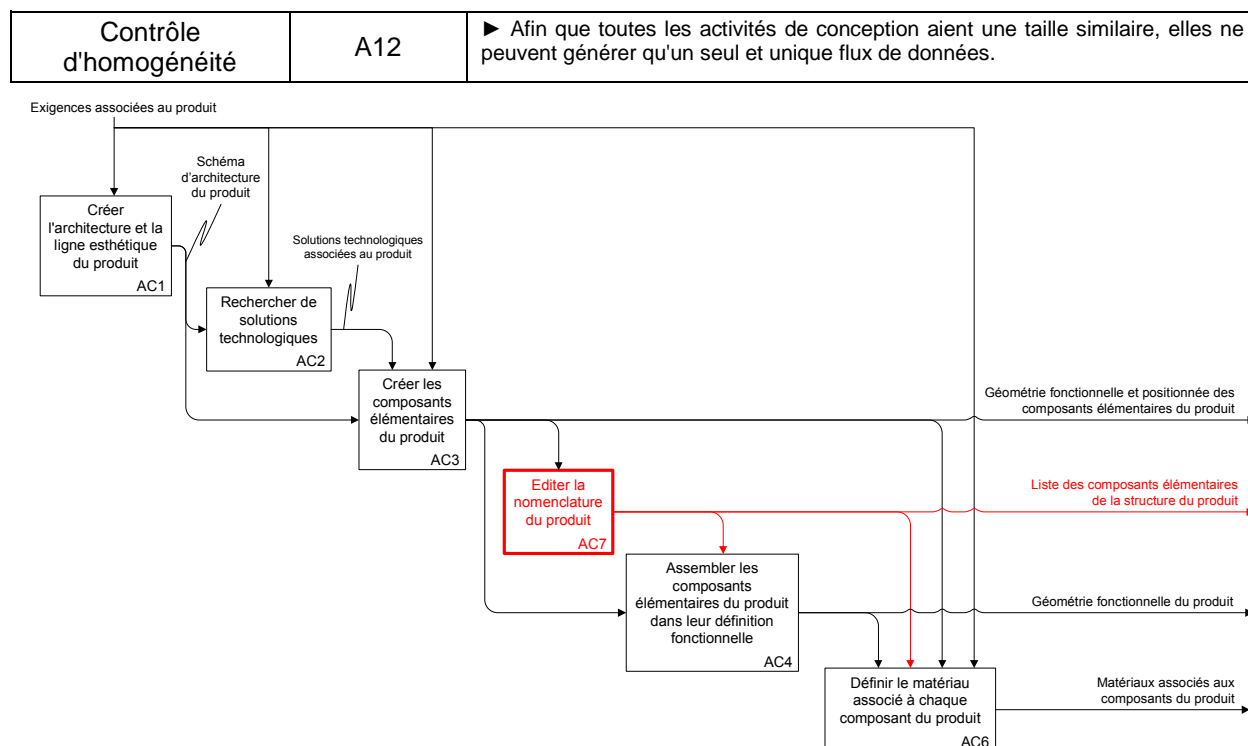 Contrôle
d'homogénéité
A12
► Afin que toutes les activités de conception aient une taille similaire, elles ne
peuvent générer qu'un seul et unique flux de données.
Exigences associées au produit
Schéma
d'architecture
du produit
Créer
l'architecture et la
ligne esthétique
du produit
AC1
Solutions technologiques
associées au produit
Rechercher de
solutions
technologiques
AC2
Créer les
composants
élémentaires
du produit
AC3
Géométrie fonctionnelle et positionnée des
composants élémentaires du produit
Editer la
nomenclature
du produit
AC7
Liste des composants élémentaires
de la structure du produit
Assembler les
composants
élémentaires du produit
dans leur définition
fonctionnelle
AC4
Géométrie fonctionnelle du produit
Définir le matériau
associé à chaque
composant du produit
AC6
Matériaux associés aux
composants du produit